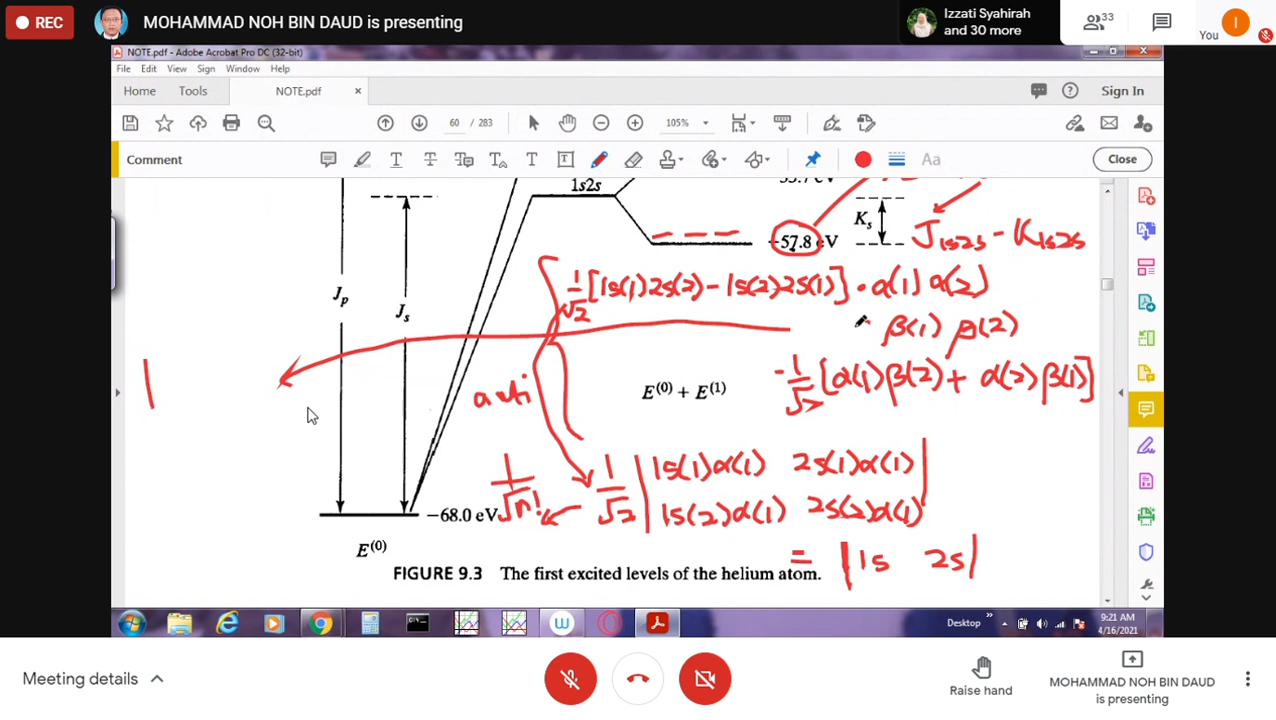 REC
MOHAMMAD NOH BIN DAUD is presenting
Izzati Syahirah
and 30 more
33
You
I
NOTE.pdf - Adobe Acrobat Pro DC (32-bit)
File Edit View Sign Window Help
Home Tools NOTE.pdf × Sign In
60 / 283 105%
Comment Aa Close
1s2s
K_s
−57.8 eV
J_1s2s - K_1s2s
1/√2 [1s(1)2s(2) - 1s(2)2s(1)] • α(1) α(2)
β(1) β(2)
J_p
J_s
1/√2 [α(1)β(2) + α(2)β(1)]
anti
E^(0) + E^(1)
1/√n! 1/√2 | 1s(1)α(1) 2s(1)α(1) |
| 1s(2)α(1) 2s(2)α(1) |
−68.0 eV
= | 1s 2s |
E^(0)
FIGURE 9.3 The first excited levels of the helium atom.
Desktop » 9:21 AM
4/16/2021
Meeting details
Raise hand
MOHAMMAD NOH BIN DAUD
is presenting